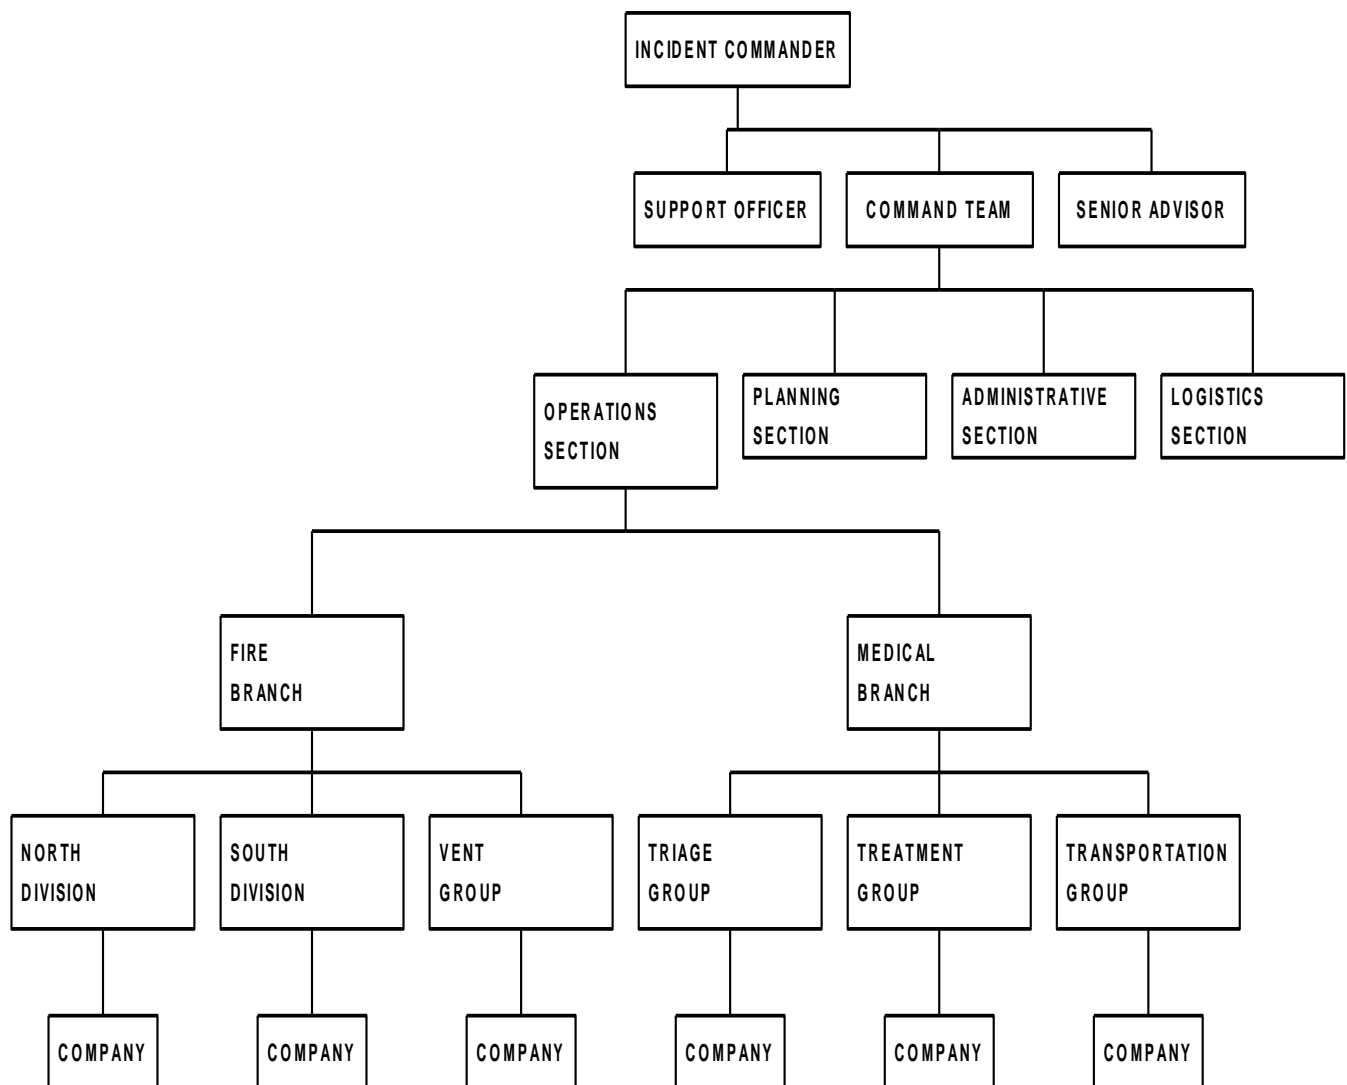 INCIDENT COMMANDER
SUPPORT OFFICER
COMMAND TEAM
SENIOR ADVISOR
OPERATIONS
SECTION
PLANNING
SECTION
ADMINISTRATIVE
SECTION
LOGISTICS
SECTION
FIRE
BRANCH
MEDICAL
BRANCH
NORTH
DIVISION
SOUTH
DIVISION
VENT
GROUP
TRIAGE
GROUP
TREATMENT
GROUP
TRANSPORTATION
GROUP
COMPANY
COMPANY
COMPANY
COMPANY
COMPANY
COMPANY